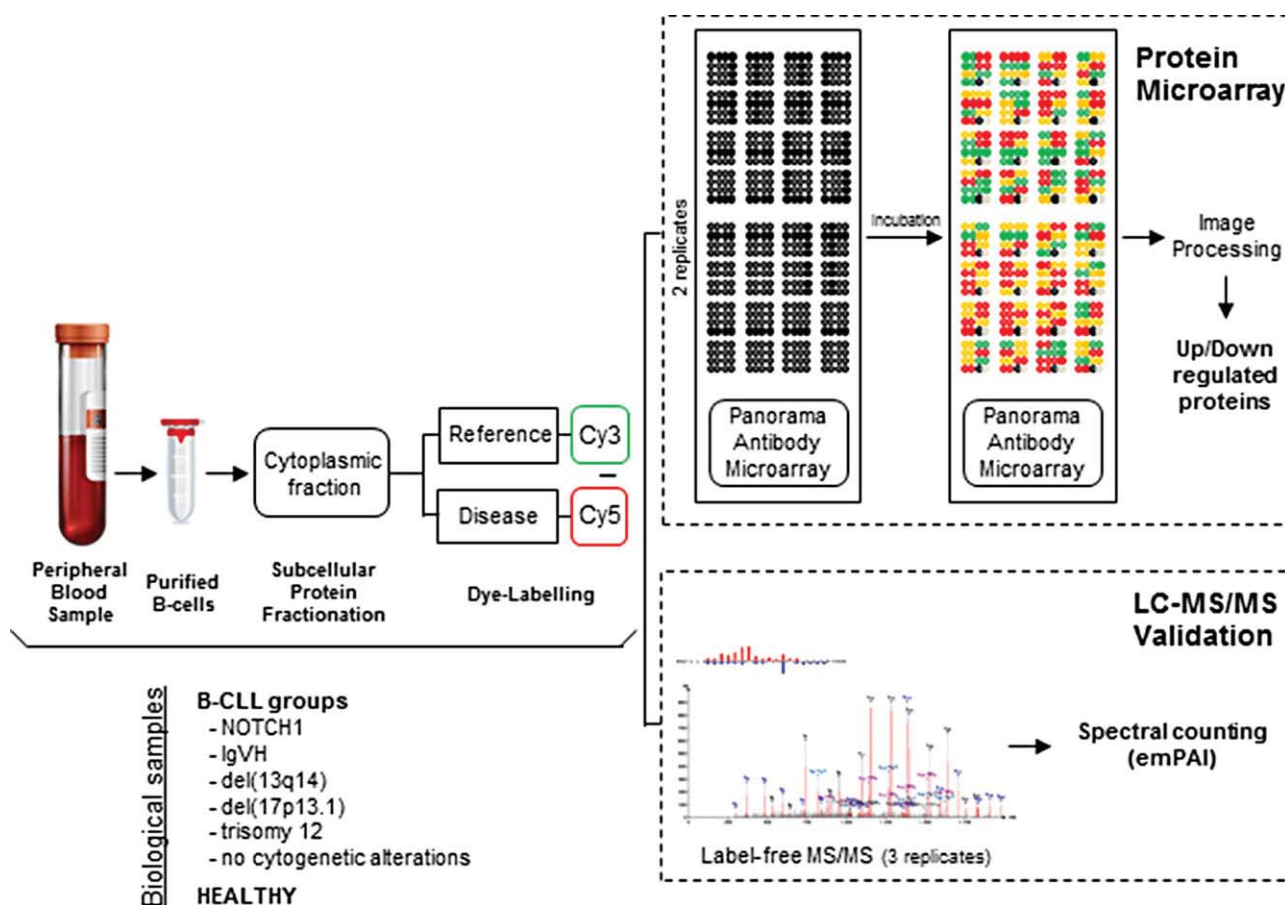 Peripheral
Blood
Sample
Purified
B-cells
Cytoplasmic
fraction
Subcellular
Protein
Fractionation
Reference
Cy3
Disease
Cy5
Dye-Labelling
Biological samples
B-CLL groups
- NOTCH1
- IgVH
- del(13q14)
- del(17p13.1)
- trisomy 12
- no cytogenetic alterations
HEALTHY
Protein
Microarray
2 replicates
Panorama
Antibody
Microarray
Incubation
Panorama
Antibody
Microarray
Image
Processing
Up/Down
regulated
proteins
LC-MS/MS
Validation
Label-free MS/MS (3 replicates)
Spectral counting
(emPAI)